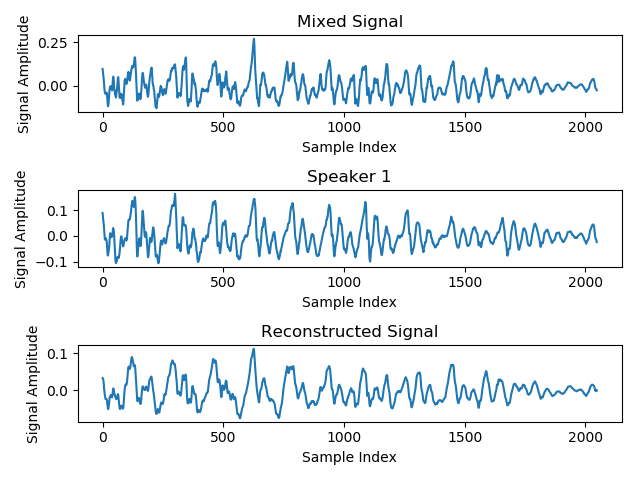 Mixed Signal
Signal Amplitude
0.25
0.00
0 500 1000 1500 2000
Sample Index
Speaker 1
Signal Amplitude
0.1
0.0
−0.1
0 500 1000 1500 2000
Sample Index
Reconstructed Signal
Signal Amplitude
0.1
0.0
0 500 1000 1500 2000
Sample Index